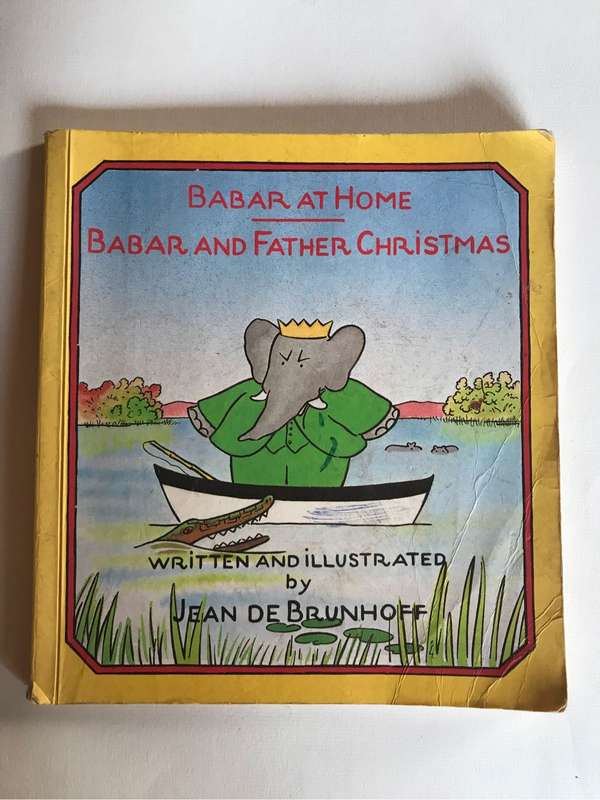 BABAR AT HOME
BABAR AND FATHER CHRISTMAS
WRITTEN AND ILLUSTRATED
by
JEAN DE BRUNHOFF